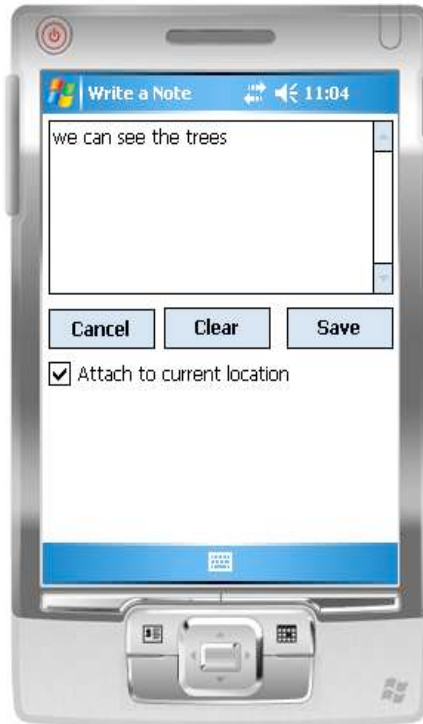 Write a Note 11:04
we can see the trees
Cancel Clear Save
Attach to current location